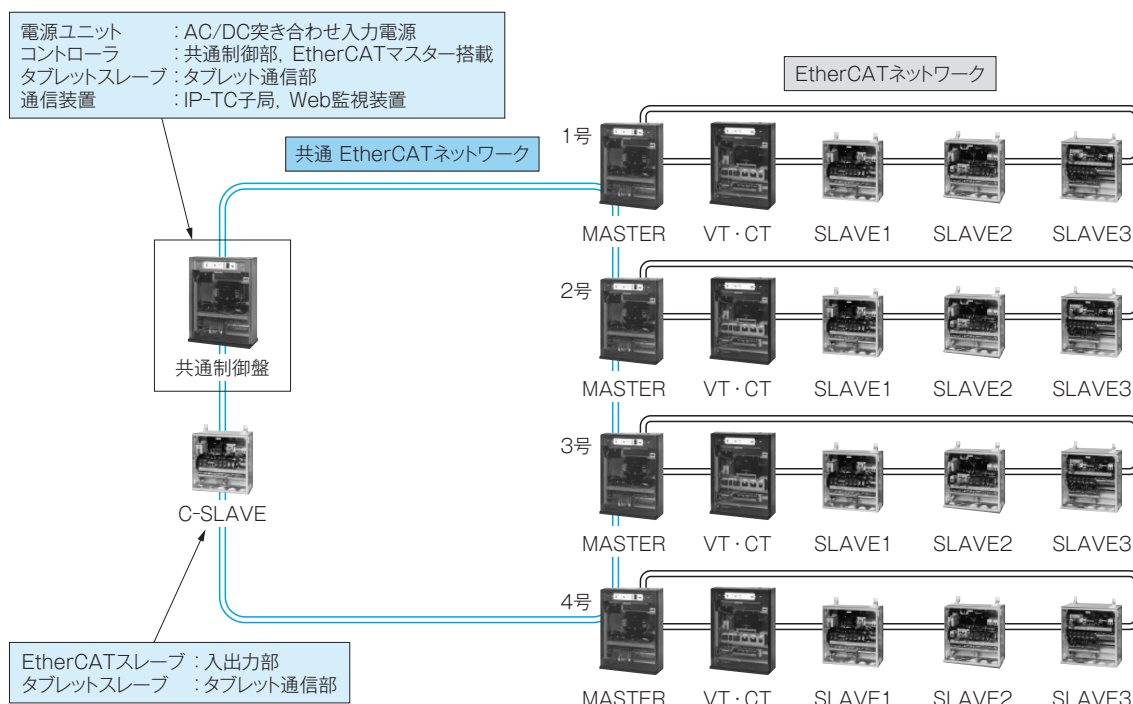 電源ユニット　　：AC/DC突き合わせ入力電源
コントローラ　　：共通制御部, EtherCATマスター搭載
タブレットスレーブ：タブレット通信部
通信装置　　　　：IP-TC子局, Web監視装置
EtherCATネットワーク
共通 EtherCATネットワーク
1号
MASTER VT・CT SLAVE1 SLAVE2 SLAVE3
2号
共通制御盤
MASTER VT・CT SLAVE1 SLAVE2 SLAVE3
3号
C-SLAVE
MASTER VT・CT SLAVE1 SLAVE2 SLAVE3
4号
EtherCATスレーブ：入出力部
タブレットスレーブ：タブレット通信部
MASTER VT・CT SLAVE1 SLAVE2 SLAVE3